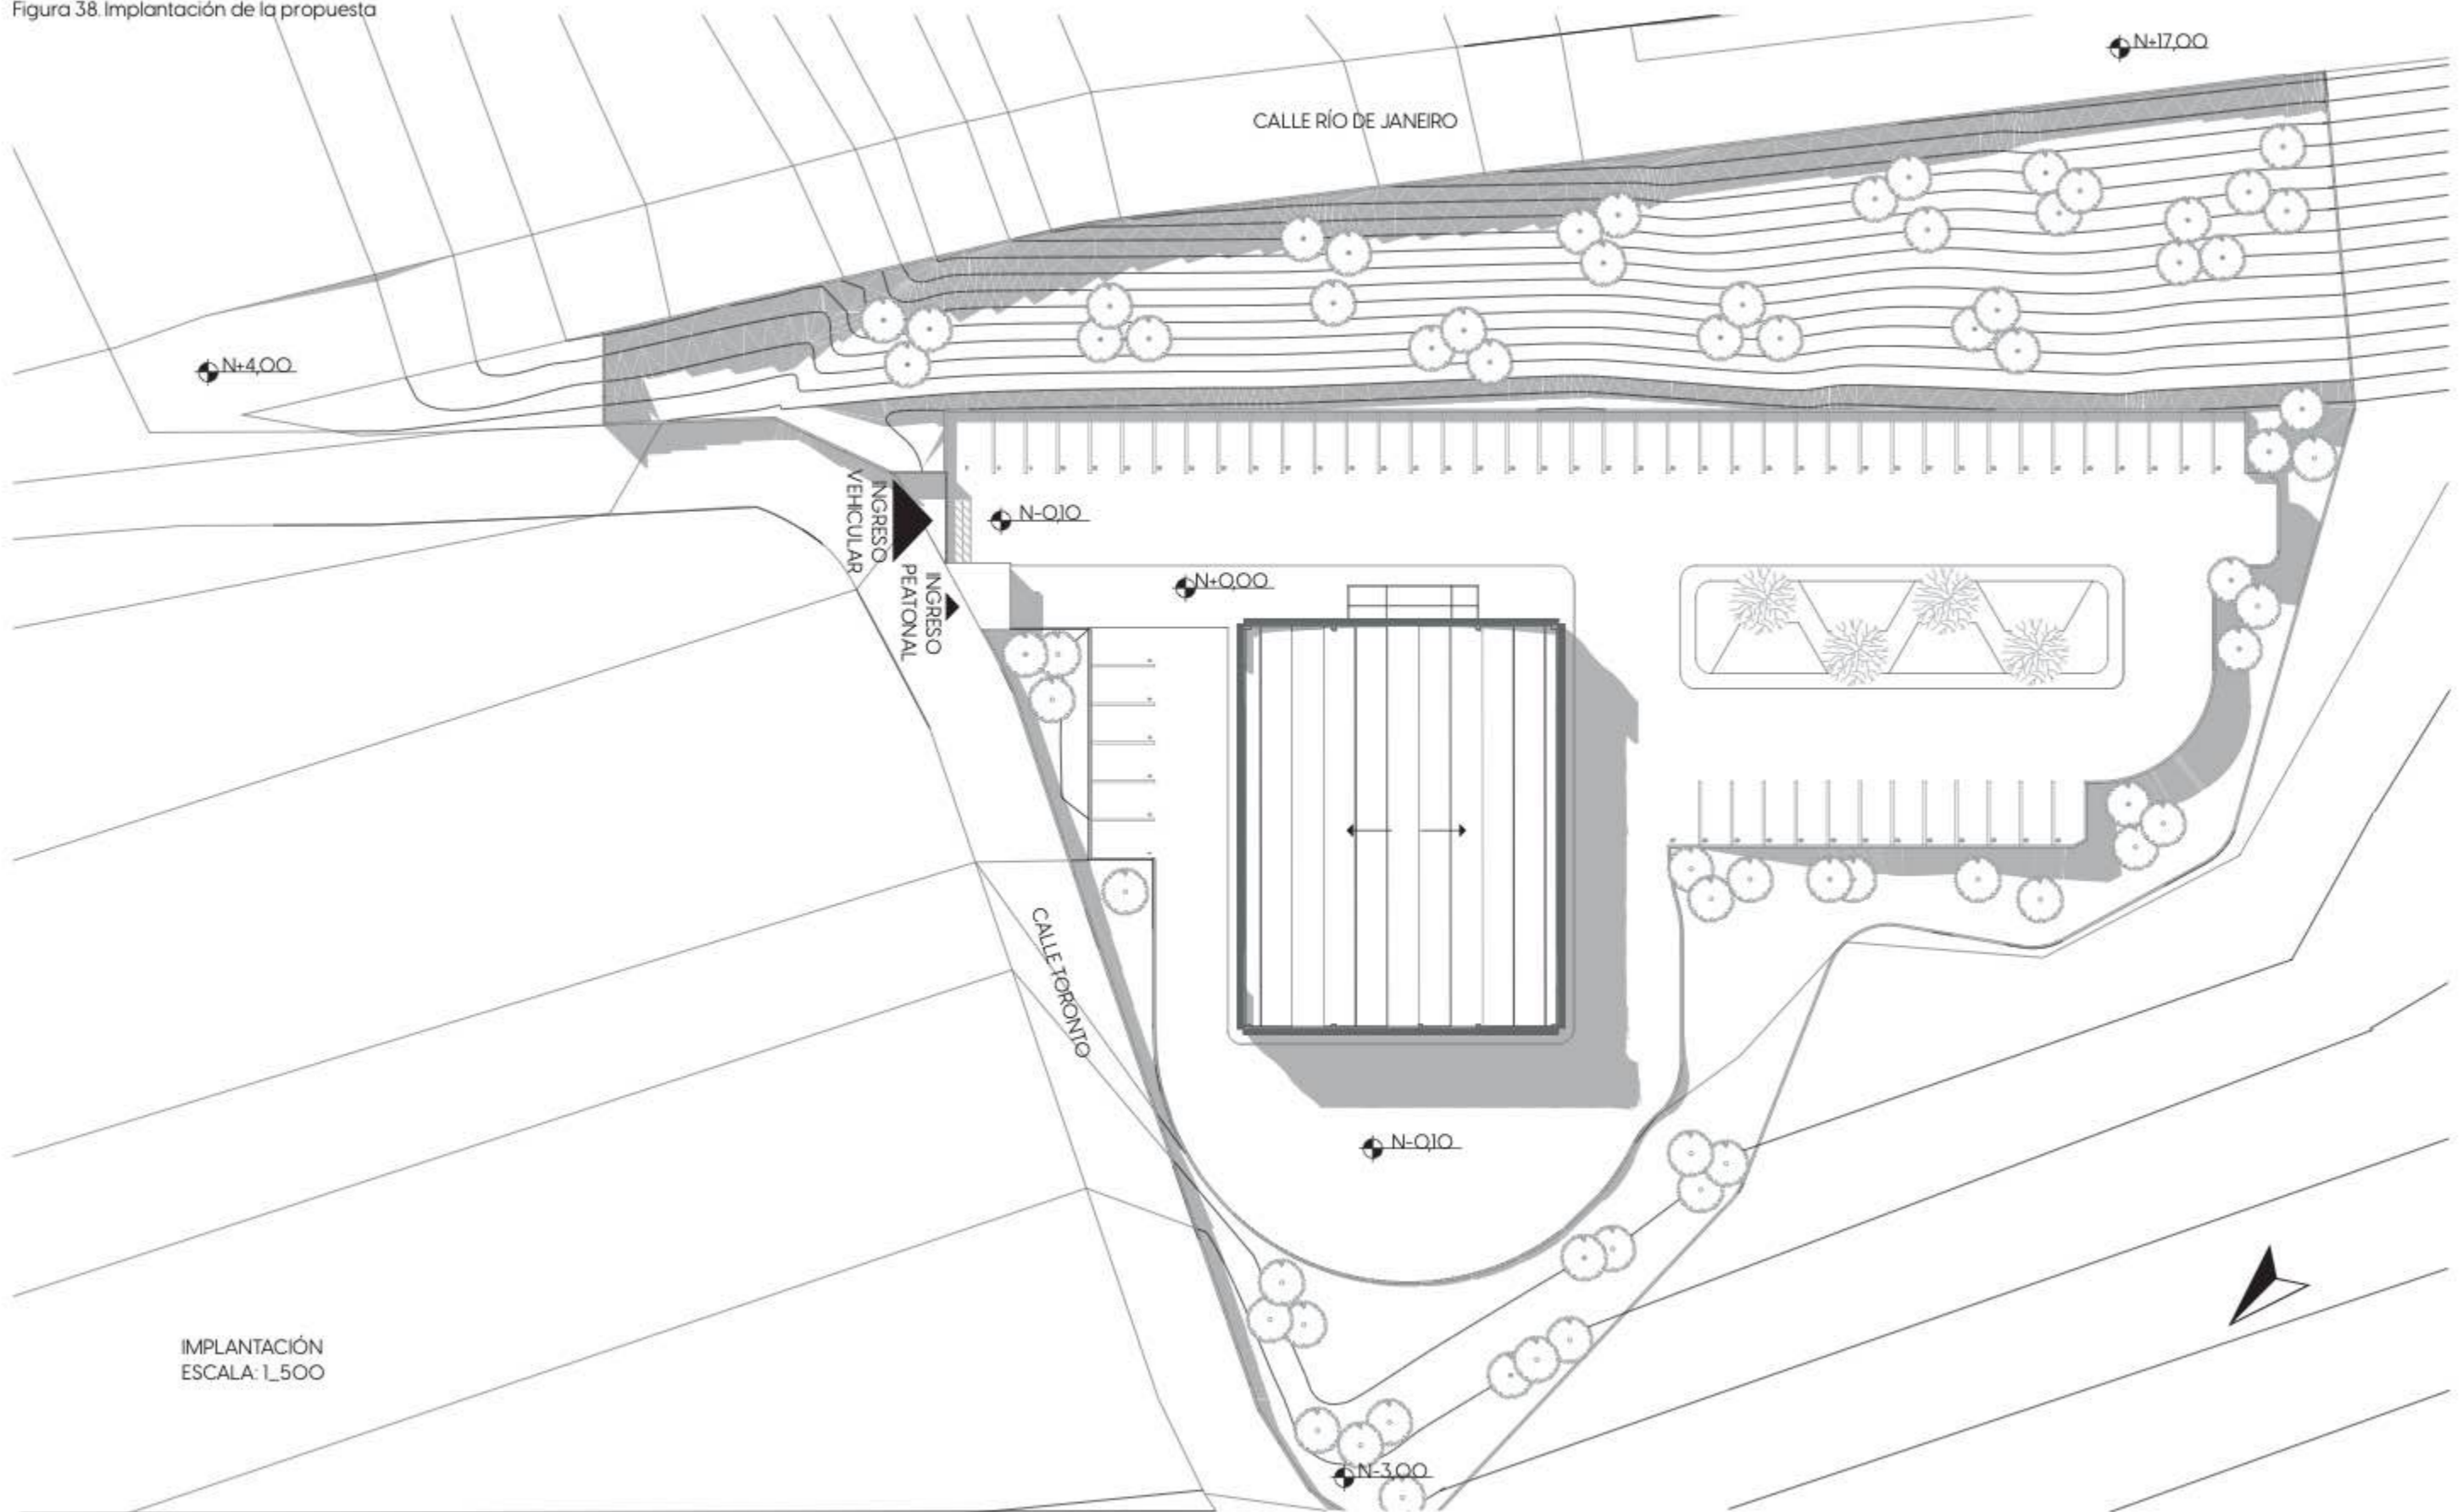 Figura 38. Implantación de la propuesta
N+17,00
CALLE RÍO DE JANEIRO
N+4,00
INGRESO
VEHICULAR
N-0,10
N+0,00
INGRESO
PEATONAL
CALLE TORONTO
N-0,10
IMPLANTACIÓN
ESCALA: 1_500
N-3,00